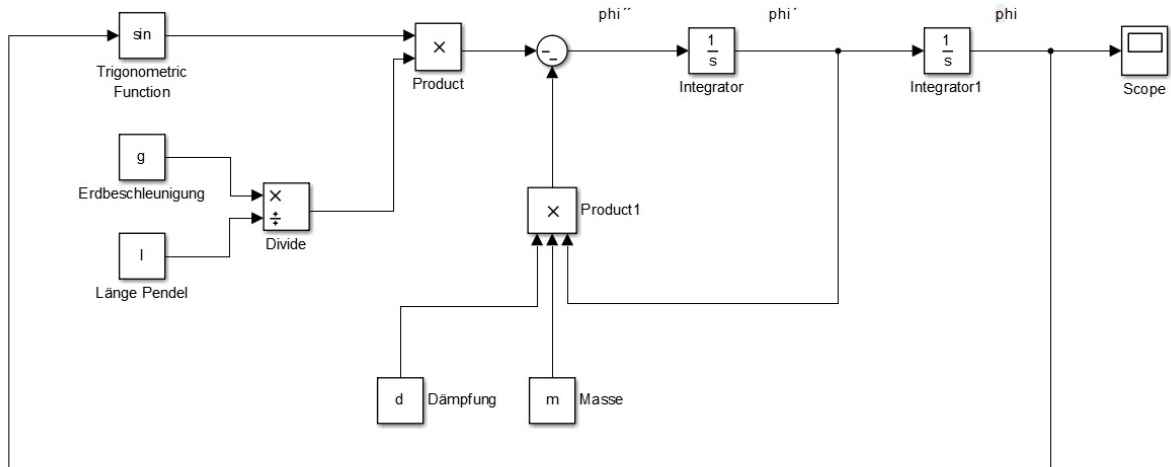 phi´´
phi´
phi
sin
×
1
s
1
s
Trigonometric
Function
Product
Integrator
Integrator1
Scope
g
Erdbeschleunigung
×
÷
Divide
×
Product1
l
Länge Pendel
d
Dämpfung
m
Masse